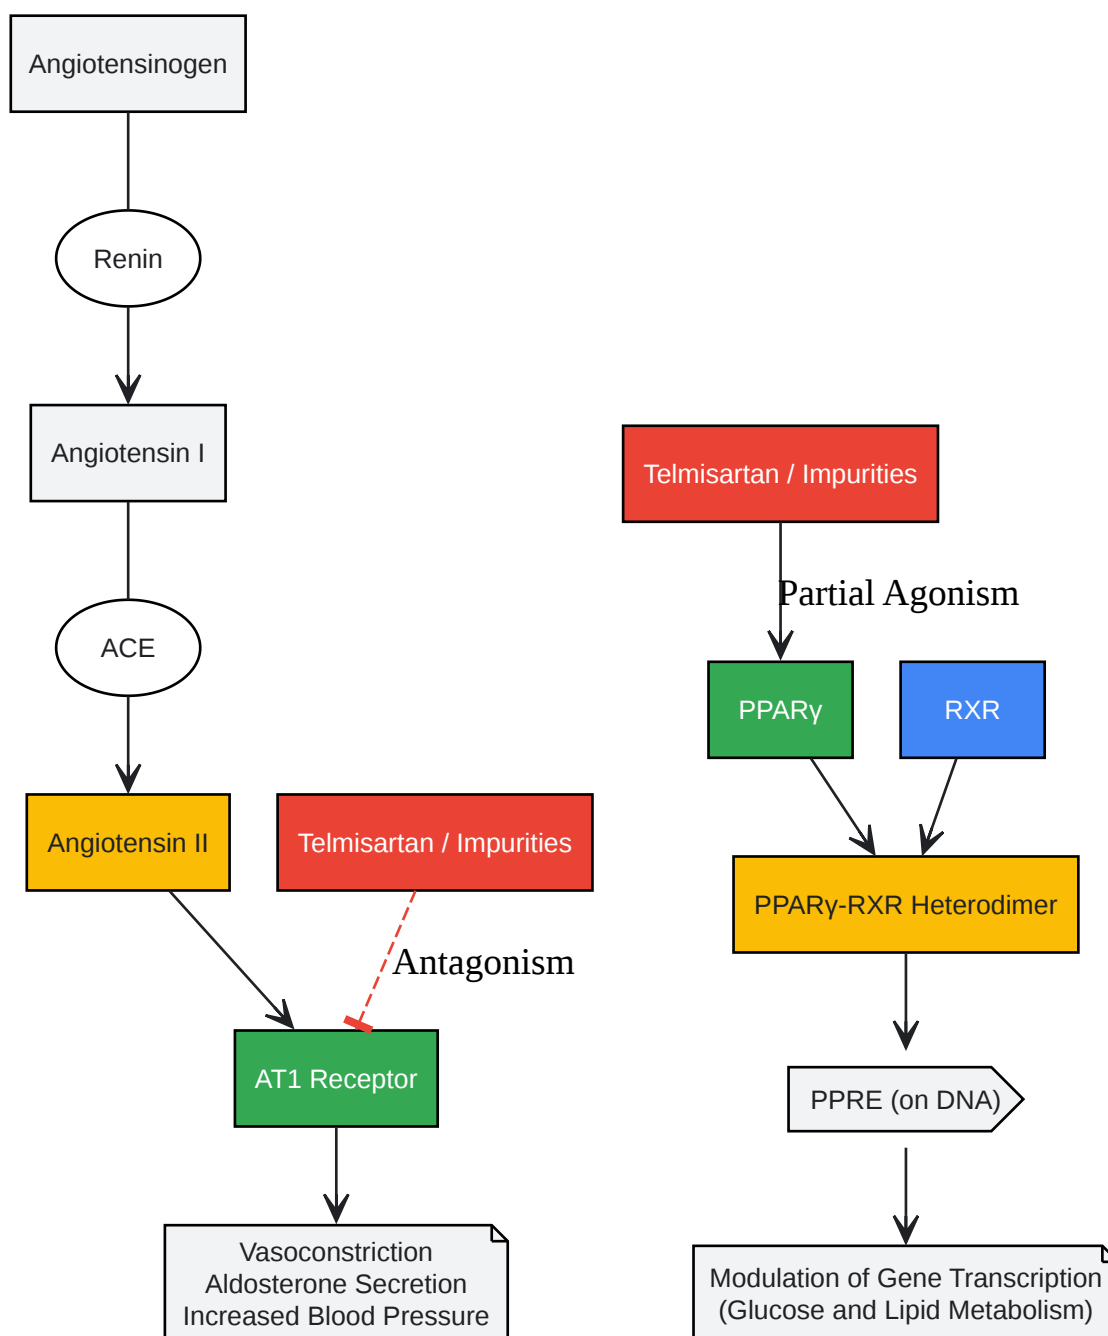 Angiotensinogen
Renin
Angiotensin I
ACE
Angiotensin II
Telmisartan / Impurities
Antagonism
AT1 Receptor
Vasoconstriction
Aldosterone Secretion
Increased Blood Pressure
Telmisartan / Impurities
Partial Agonism
PPARγ
RXR
PPARγ-RXR Heterodimer
PPRE (on DNA)
Modulation of Gene Transcription
(Glucose and Lipid Metabolism)